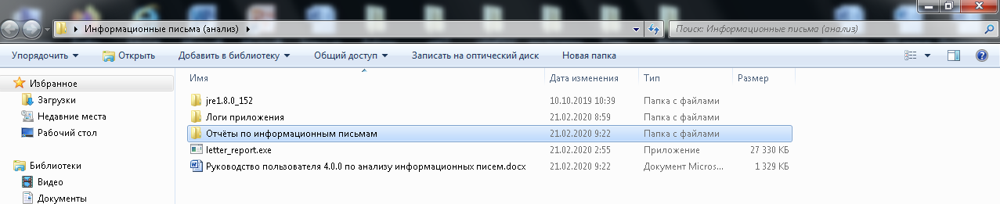 Информационные письма (анализ)
Поиск: Информационные письма (анализ)
Упорядочить Открыть Добавить в библиотеку Общий доступ Записать на оптический диск Новая папка
Избранное
Загрузки
Недавние места
Рабочий стол
Библиотеки
Видео
Документы
Имя Дата изменения Тип Размер
jre1.8.0_152 10.10.2019 10:39 Папка с файлами
Логи приложения 21.02.2020 8:59 Папка с файлами
Отчёты по информационным письмам 21.02.2020 9:22 Папка с файлами
letter_report.exe 21.02.2020 2:55 Приложение 27 330 КБ
Руководство пользователя 4.0.0 по анализу информационных писем.docx 21.02.2020 9:22 Документ Micros... 1 329 КБ